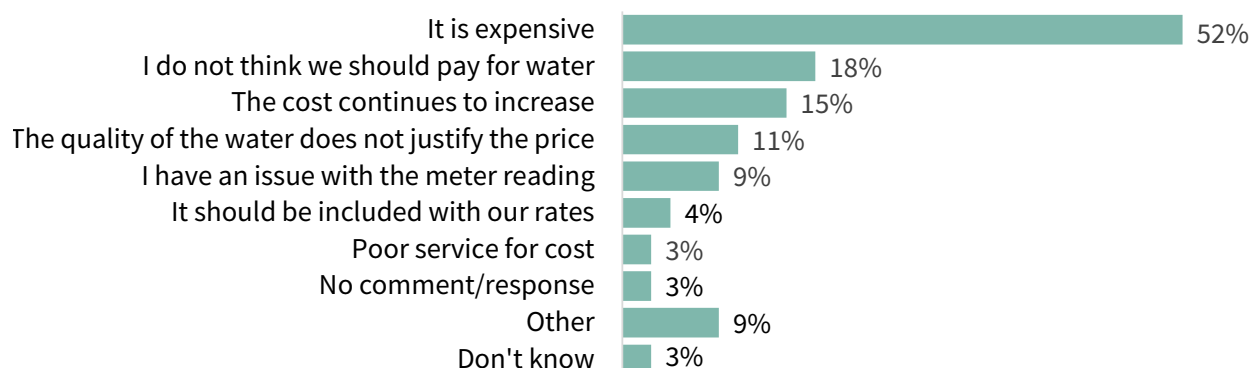 It is expensive 52%
I do not think we should pay for water 18%
The cost continues to increase 15%
The quality of the water does not justify the price 11%
I have an issue with the meter reading 9%
It should be included with our rates 4%
Poor service for cost 3%
No comment/response 3%
Other 9%
Don't know 3%